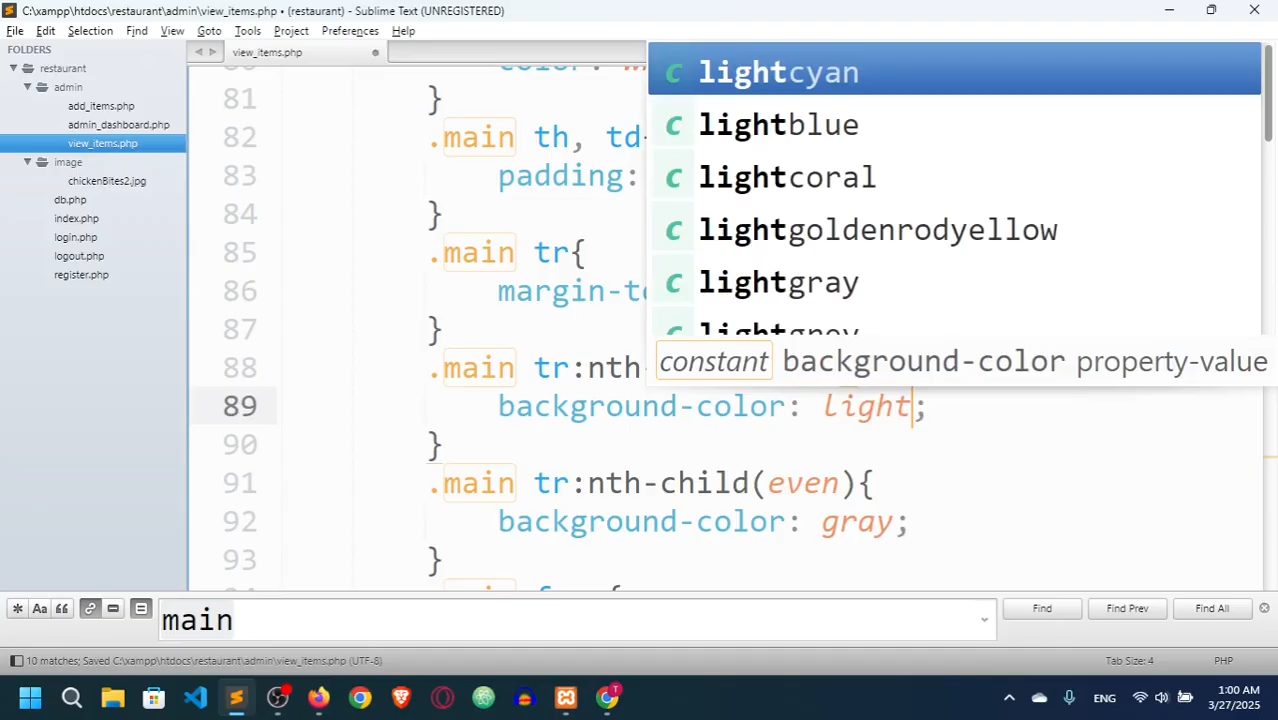 C:\xampp\htdocs\restaurant\admin\view_items.php • (restaurant) - Sublime Text (UNREGISTERED)
File Edit Selection Find View Goto Tools Project Preferences Help
FOLDERS
restaurant
admin
add_items.php
admin_dashboard.php
view_items.php
image
chickenBites2.jpg
db.php
index.php
login.php
logout.php
register.php
view_items.php
81 }
82 .main th, td
83 padding:
84 }
85 .main tr{
86 margin-to
87 }
88 .main tr:nth-
89 background-color: light;
90 }
91 .main tr:nth-child(even){
92 background-color: gray;
93 }
c lightcyan
c lightblue
c lightcoral
c lightgoldenrodyellow
c lightgray
c lightgrey
constant background-color property-value
main
Find Find Prev Find All
10 matches; Saved C:\xampp\htdocs\restaurant\admin\view_items.php (UTF-8)
Tab Size: 4 PHP
ENG
1:00 AM
3/27/2025